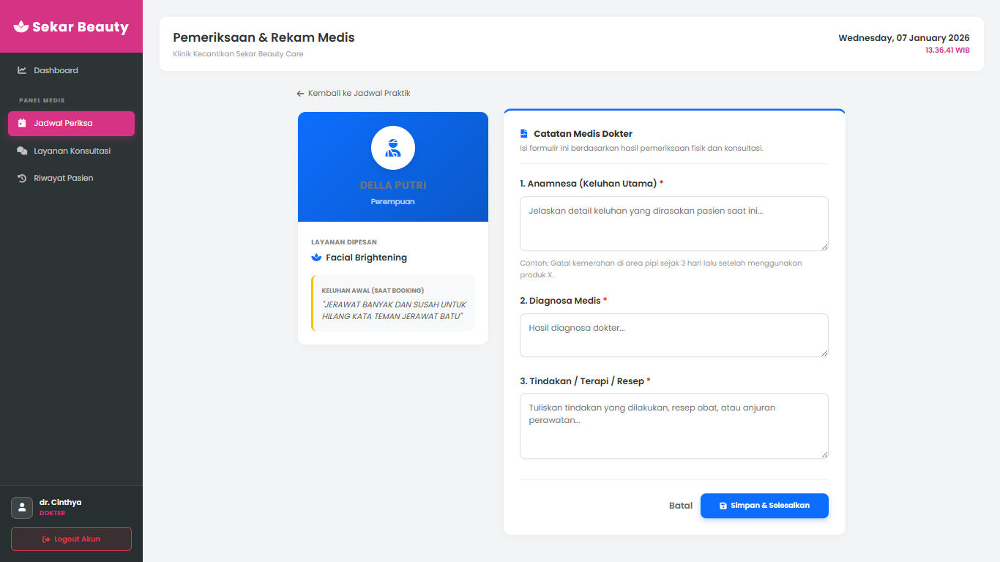 Sekar Beauty
Dashboard
PANEL MEDIS
Jadwal Periksa
Layanan Konsultasi
Riwayat Pasien
dr. Cinthya
DOKTER
Logout Akun
Pemeriksaan & Rekam Medis
Klinik Kecantikan Sekar Beauty Care
Wednesday, 07 January 2026
13.36.41 WIB
Kembali ke Jadwal Praktik
DELLA PUTRI
Perempuan
LAYANAN DIPESAN
Facial Brightening
KELUHAN AWAL (SAAT BOOKING)
"JERAWAT BANYAK DAN SUSAH UNTUK
HILANG KATA TEMAN JERAWAT BATU"
Catatan Medis Dokter
Isi formulir ini berdasarkan hasil pemeriksaan fisik dan konsultasi.
1. Anamnesa (Keluhan Utama) *
Jelaskan detail keluhan yang dirasakan pasien saat ini...
Contoh: Gatal kemerahan di area pipi sejak 3 hari lalu setelah menggunakan
produk X.
2. Diagnosa Medis *
Hasil diagnosa dokter...
3. Tindakan / Terapi / Resep *
Tuliskan tindakan yang dilakukan, resep obat, atau anjuran
perawatan...
Batal
Simpan & Selesaikan